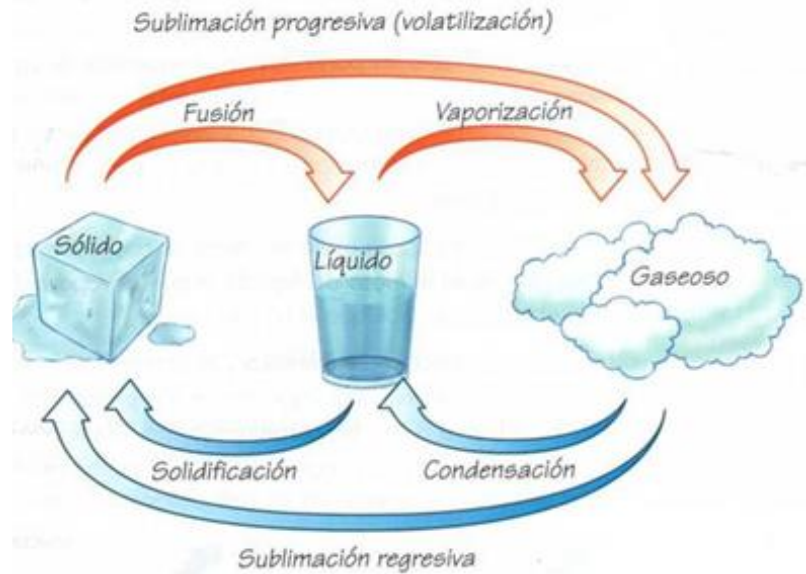 Sublimación progresiva (volatilización)
Fusión
Vaporización
Sólido
Líquido
Gaseoso
Solidificación
Condensación
Sublimación regresiva